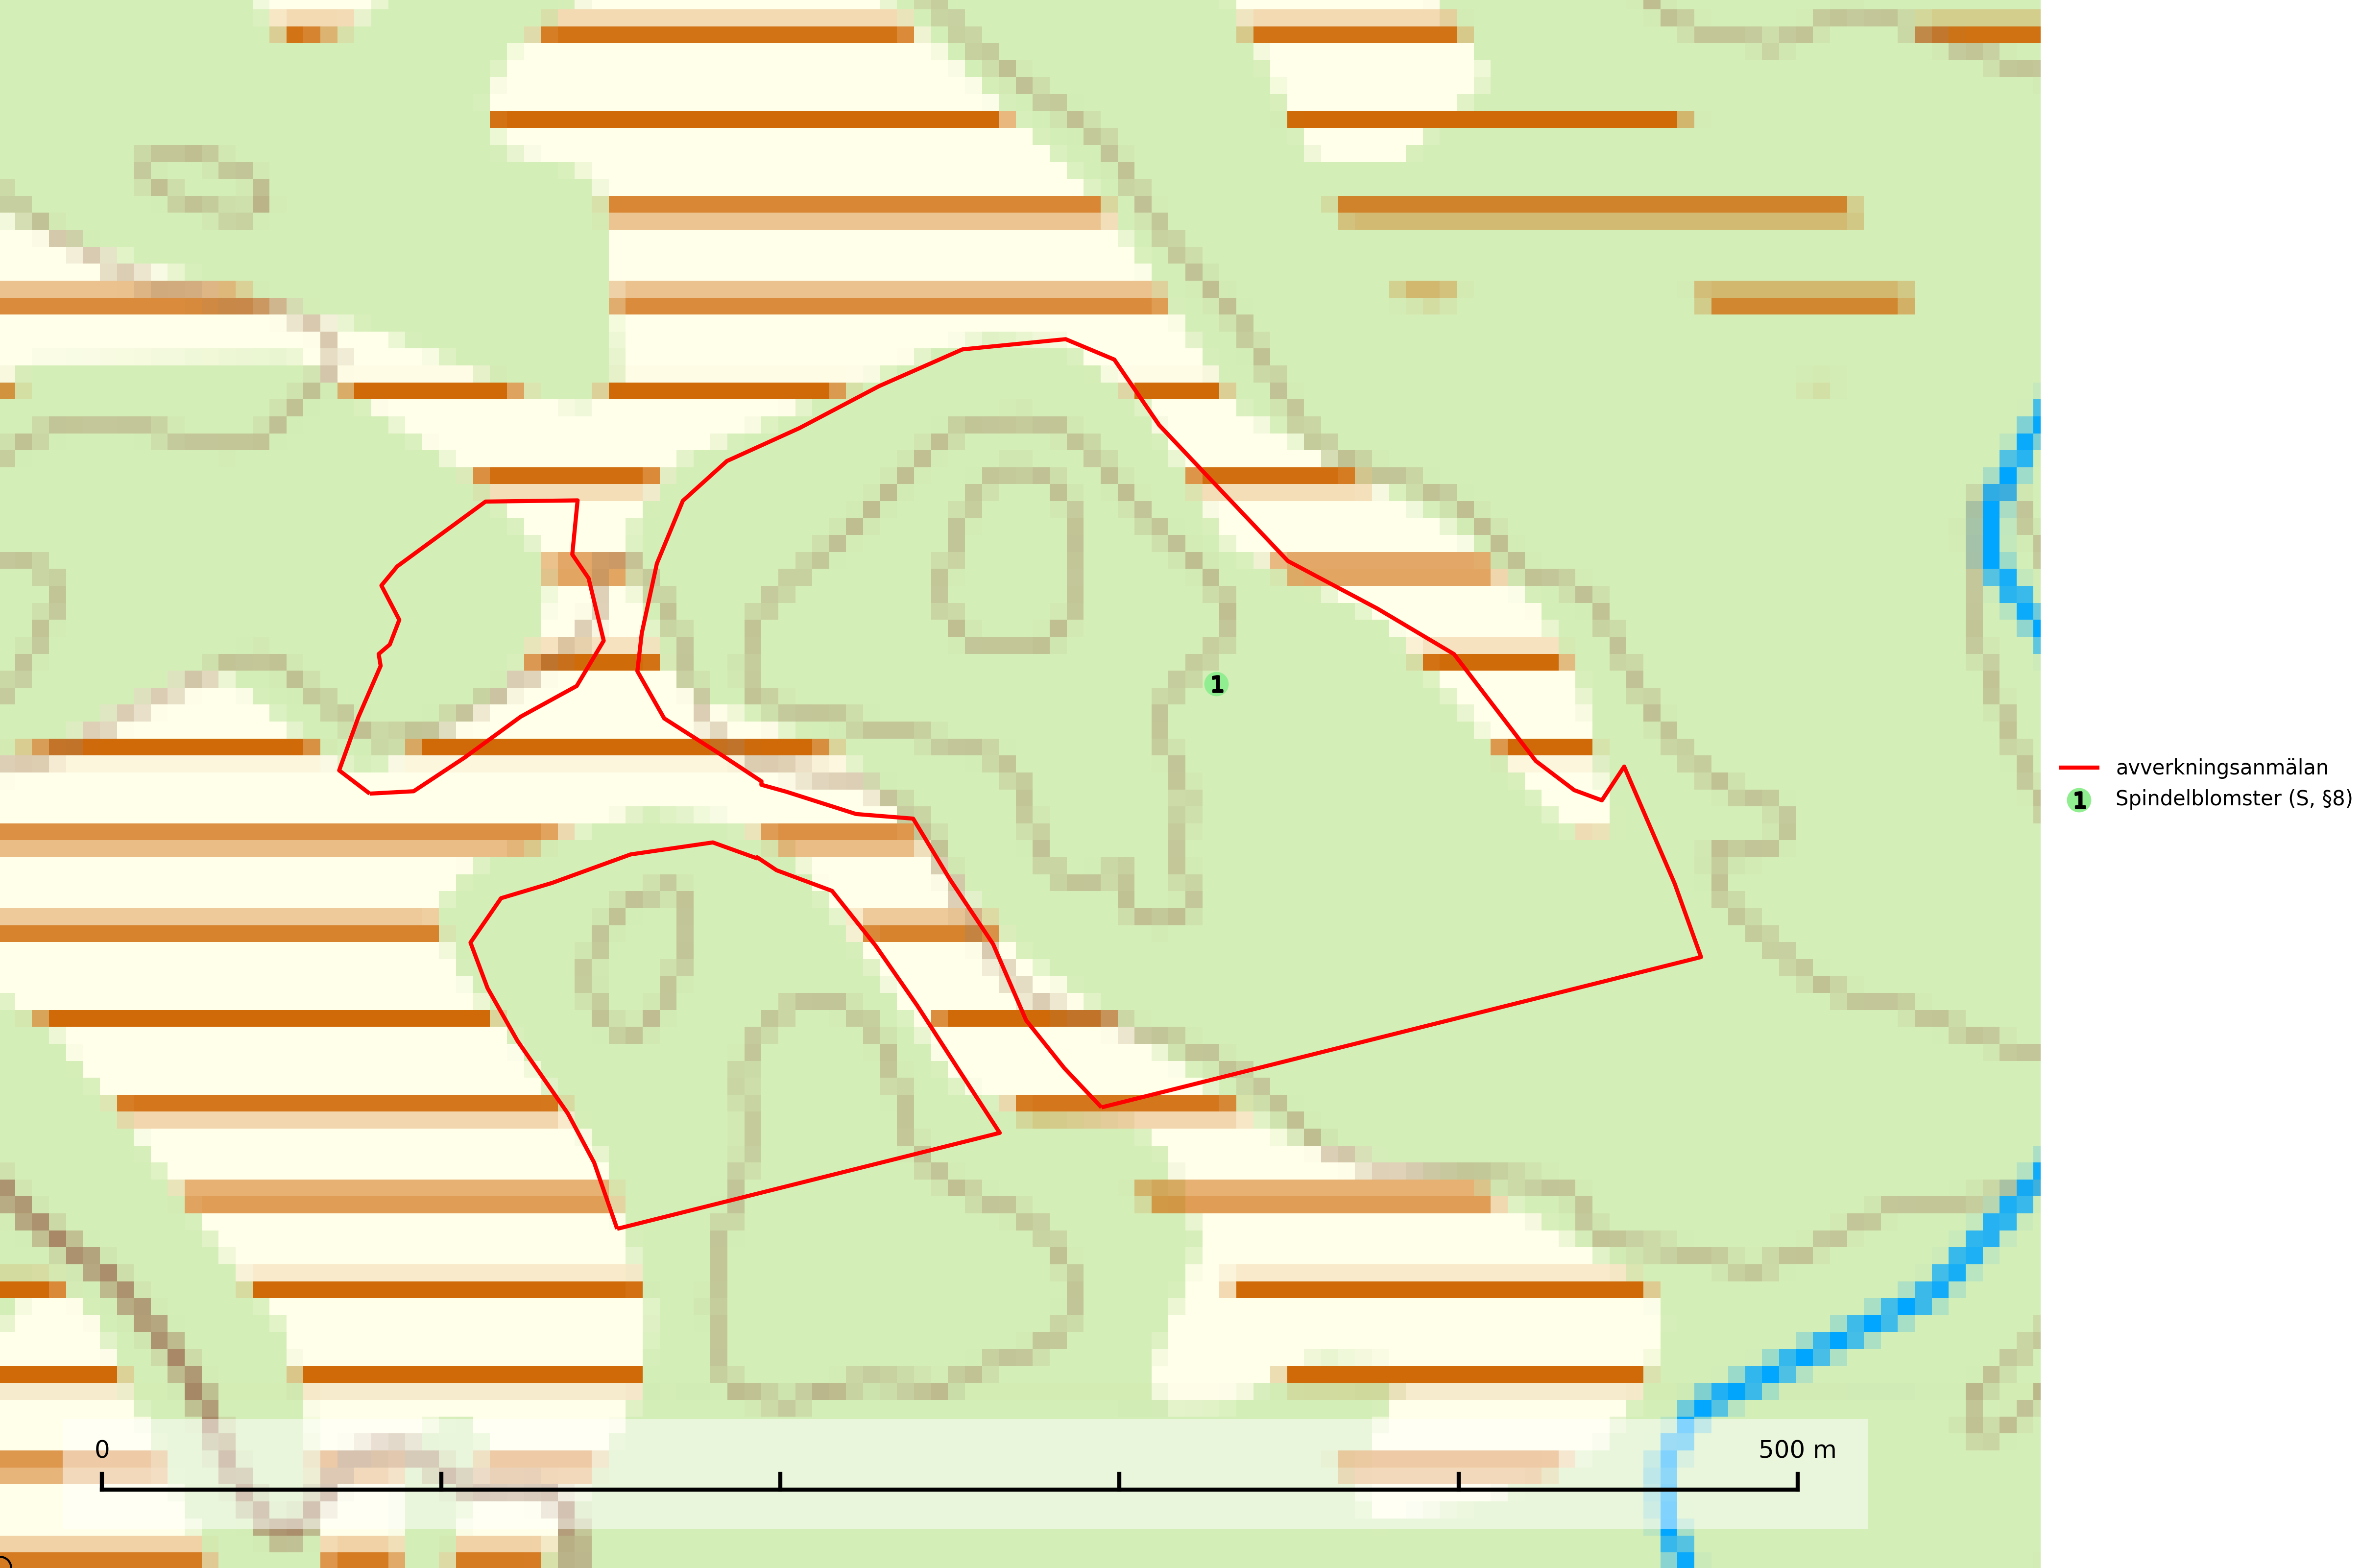 1
avverkningsanmälan
1 Spindelblomster (S, §8)
0 500 m